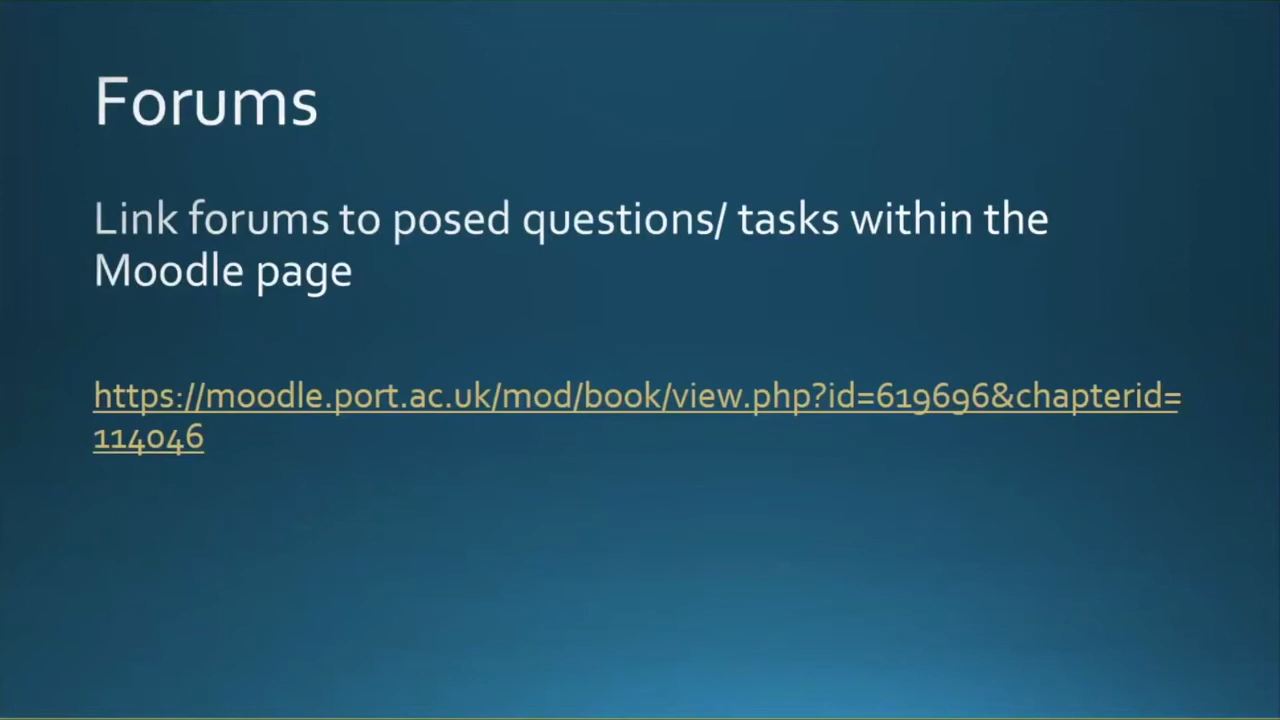 Forums
Link forums to posed questions/ tasks within the
Moodle page
https://moodle.port.ac.uk/mod/book/view.php?id=619696&chapterid=
114046